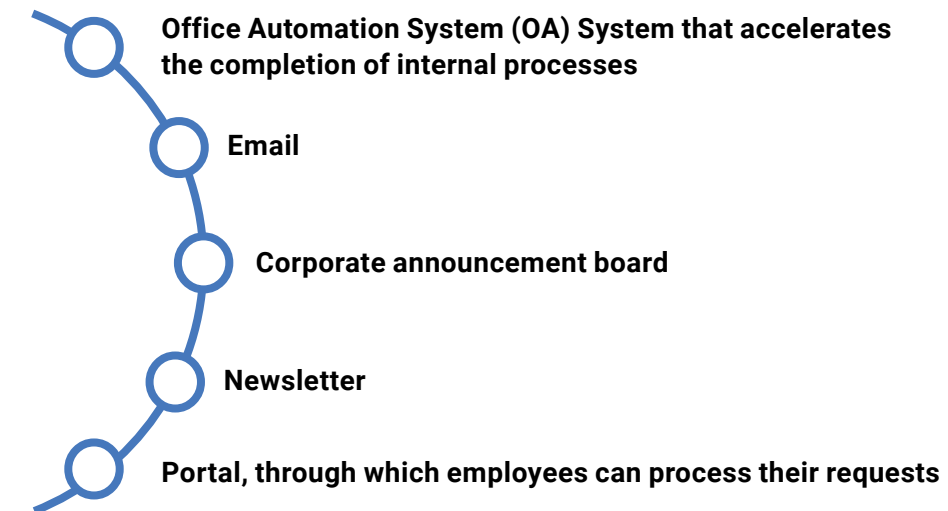 Office Automation System (OA) System that accelerates
the completion of internal processes
Email
Corporate announcement board
Newsletter
Portal, through which employees can process their requests